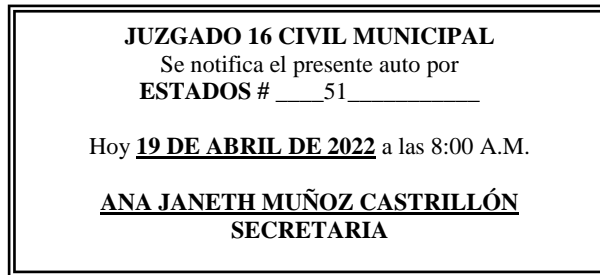 JUZGADO 16 CIVIL MUNICIPAL
Se notifica el presente auto por
ESTADOS # ____51___________
Hoy 19 DE ABRIL DE 2022 a las 8:00 A.M.
ANA JANETH MUÑOZ CASTRILLÓN
SECRETARIA